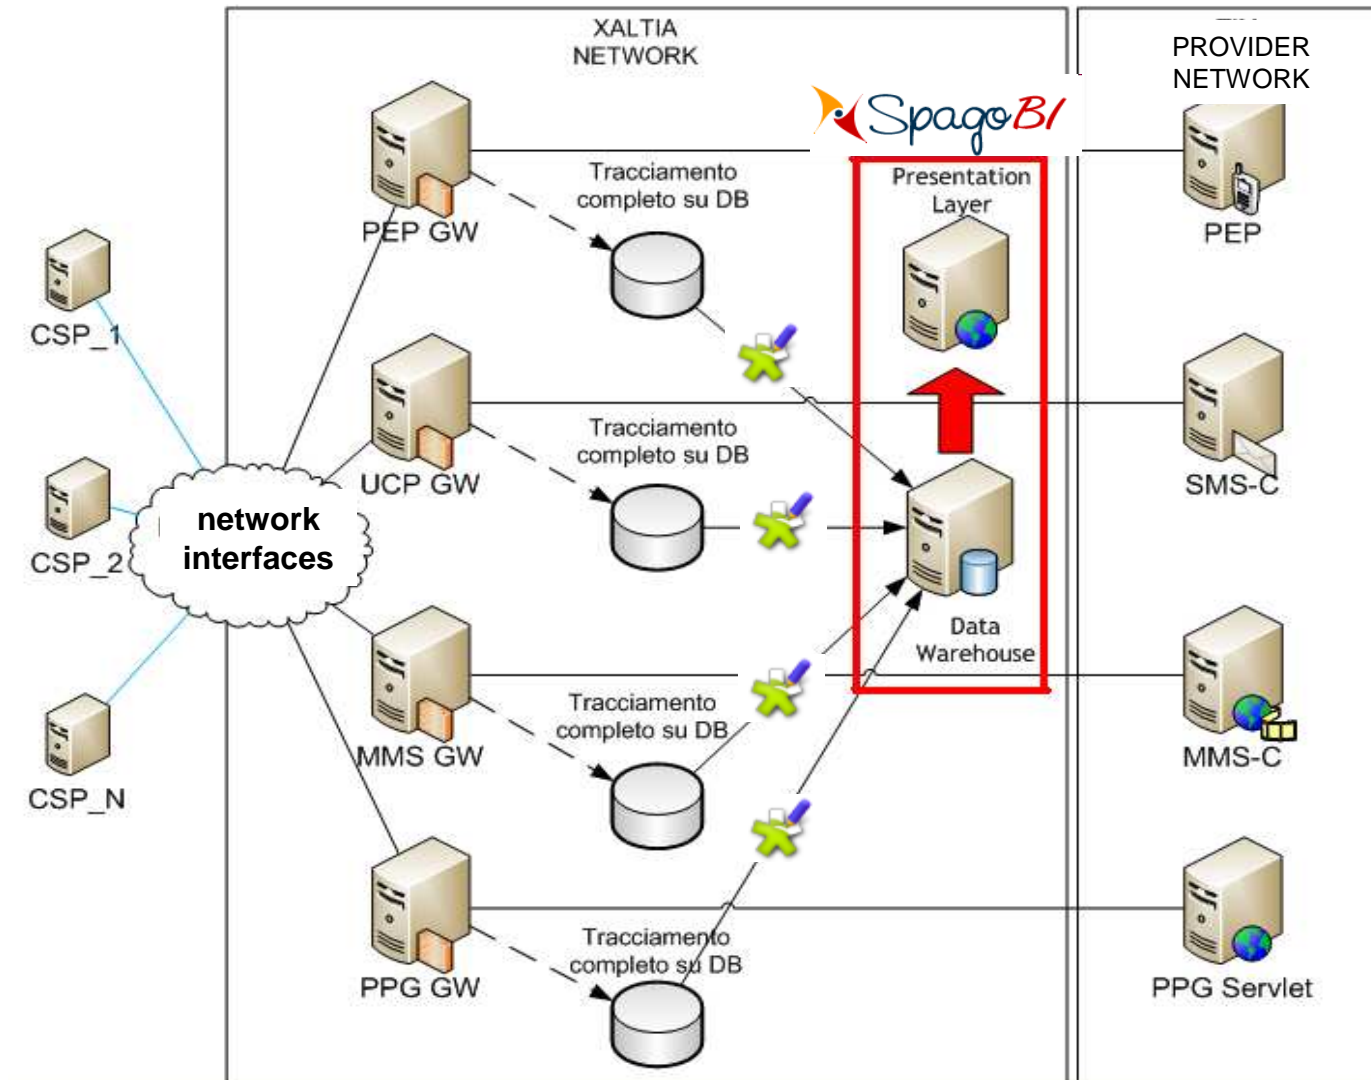 XALTIA
NETWORK
PROVIDER
NETWORK
SpagoBI
Tracciamento
completo su DB
Presentation
Layer
PEP GW
PEP
CSP_1
Tracciamento
completo su DB
UCP GW
SMS-C
network
interfaces
CSP_2
Data
Warehouse
Tracciamento
completo su DB
MMS GW
MMS-C
CSP_N
Tracciamento
completo su DB
PPG GW
PPG Servlet